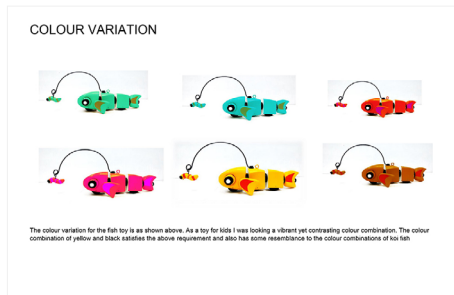 COLOUR VARIATION
The colour variation for the fish toy is as shown above. As a toy for kids I was looking a vibrant yet contrasting colour combination. The colour
combination of yellow and black satisfies the above requirement and also has some resemblance to the colour combinations of koi fish